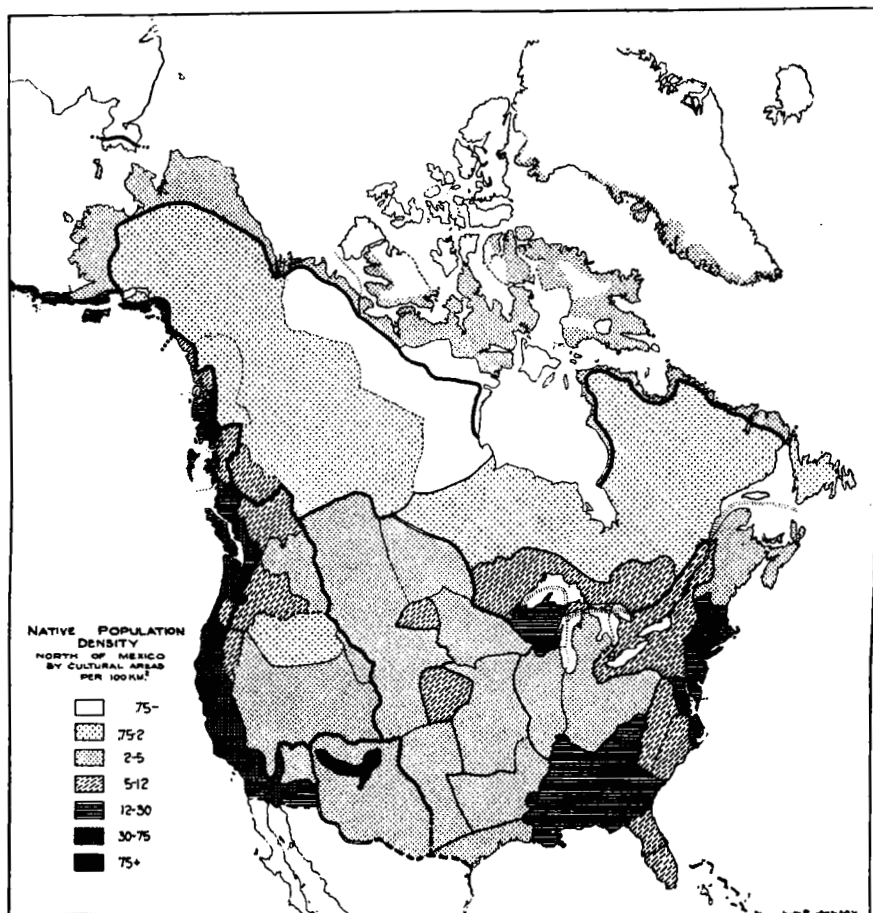 NATIVE POPULATION
DENSITY
NORTH OF MEXICO
BY CULTURAL AREAS
PER 100 KM.²
.75-
.75-2
2-5
5-12
12-30
30-75
75+